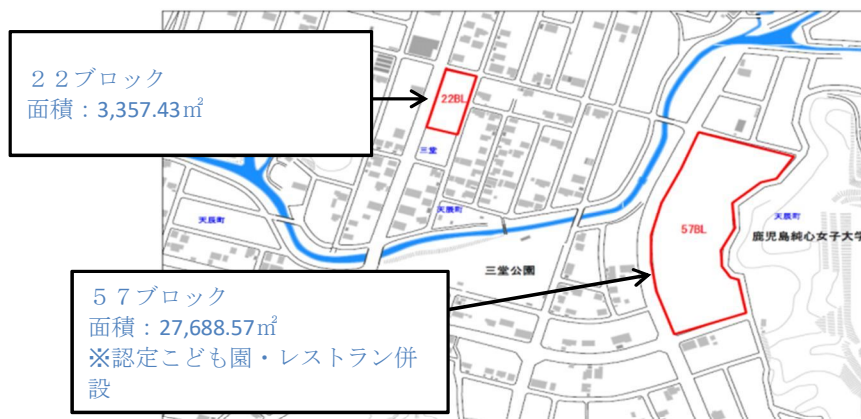 ２２ブロック
面積：3,357.43㎡
22BL
三堂
天辰町
天辰町
天辰町
57BL
鹿児島純心女子大学
三堂公園
５７ブロック
面積：27,688.57㎡
※認定こども園・レストラン併
設